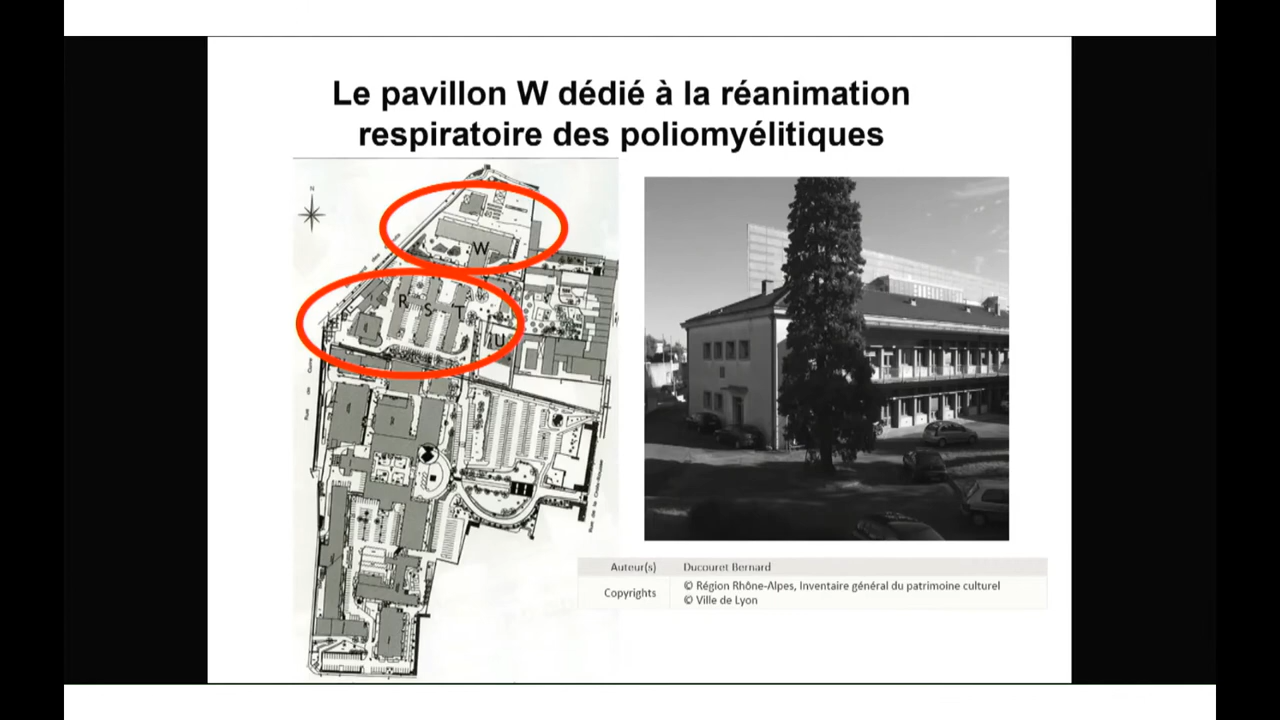 Le pavillon W dédié à la réanimation
respiratoire des poliomyélitiques
N
W
R
S
T
U
Auteur(s) Ducouret Bernard
Copyrights © Région Rhône-Alpes, Inventaire général du patrimoine culturel
© Ville de Lyon